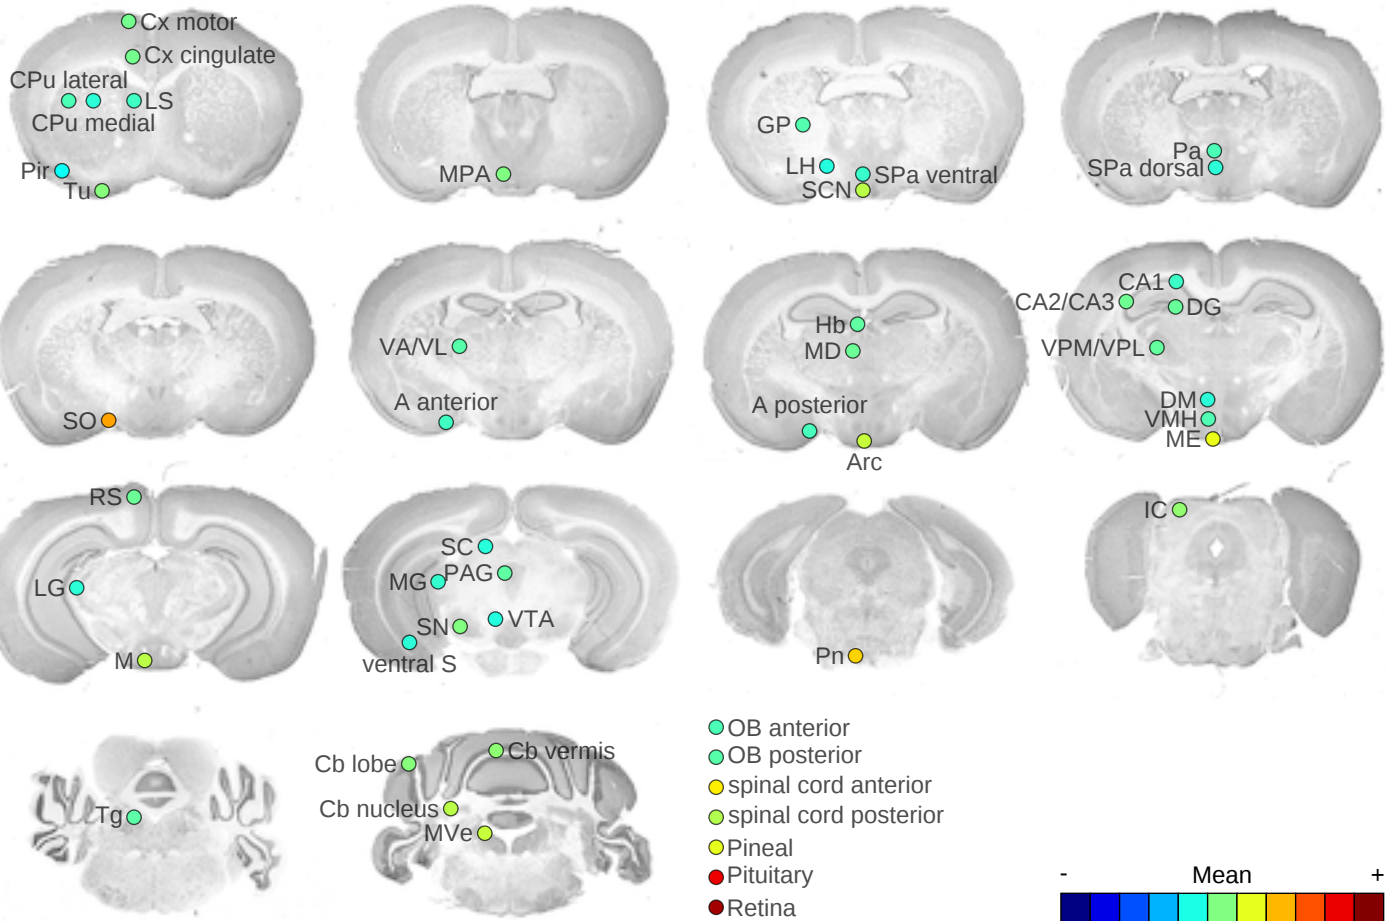 Cx motor
Cx cingulate
CPu lateral
LS
CPu medial
Pir
Tu
MPA
GP
LH
SPa ventral
SCN
Pa
SPa dorsal
SO
VA/VL
A anterior
Hb
MD
A posterior
Arc
CA1
CA2/CA3
DG
VPM/VPL
DM
VMH
ME
RS
LG
M
SC
PAG
MG
SN
VTA
ventral S
Pn
IC
Tg
Cb lobe
Cb vermis
Cb nucleus
MVe
OB anterior
OB posterior
spinal cord anterior
spinal cord posterior
Pineal
Pituitary
Retina
- Mean +